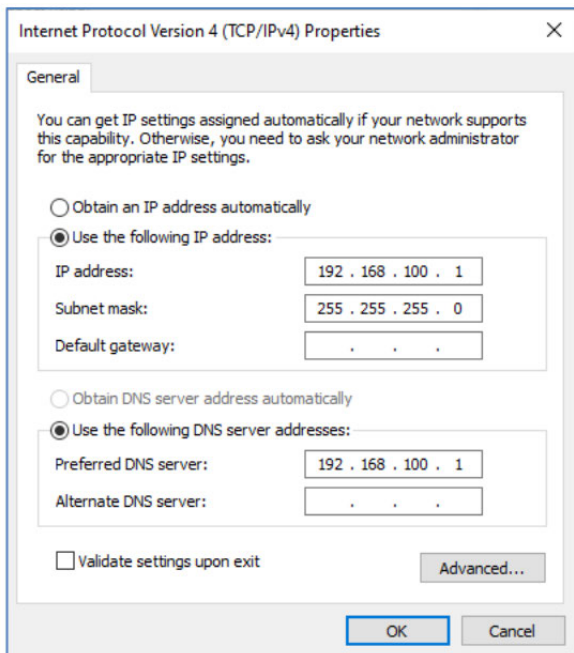 Internet Protocol Version 4 (TCP/IPv4) Properties
General
You can get IP settings assigned automatically if your network supports
this capability. Otherwise, you need to ask your network administrator
for the appropriate IP settings.
Obtain an IP address automatically
Use the following IP address:
IP address: 192 . 168 . 100 . 1
Subnet mask: 255 . 255 . 255 . 0
Default gateway: . . .
Obtain DNS server address automatically
Use the following DNS server addresses:
Preferred DNS server: 192 . 168 . 100 . 1
Alternate DNS server: . . .
Validate settings upon exit
Advanced...
OK Cancel